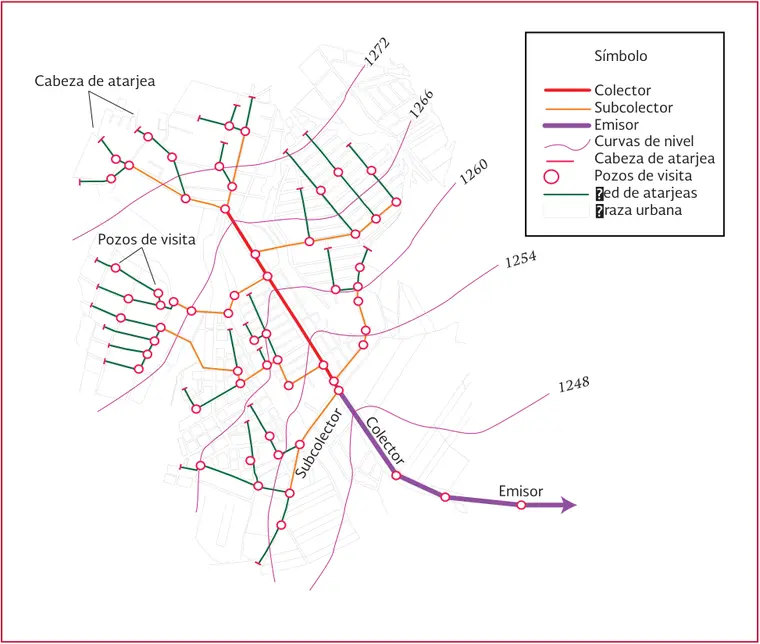 1272
Cabeza de atarjea
1266
1260
Pozos de visita
1254
1248
Subcolector
Colector
Emisor
Símbolo
Colector
Subcolector
Emisor
Curvas de nivel
Cabeza de atarjea
Pozos de visita
�ed de atarjeas
�raza urbana